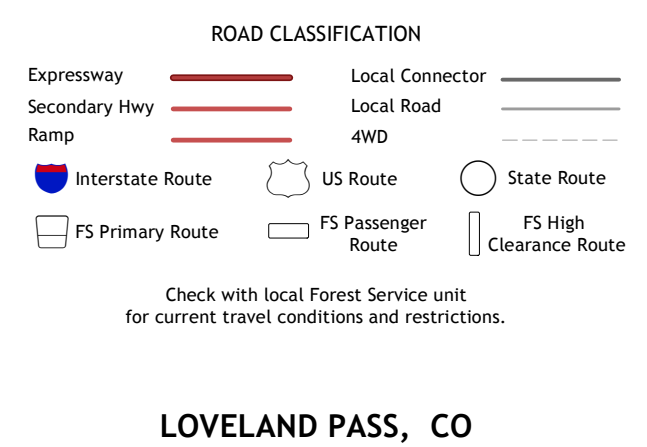 ROAD CLASSIFICATION
Expressway
Local Connector
Secondary Hwy
Local Road
Ramp
4WD
Interstate Route
US Route
State Route
FS Primary Route
FS Passenger
Route
FS High
Clearance Route
Check with local Forest Service unit
for current travel conditions and restrictions.
LOVELAND PASS, CO